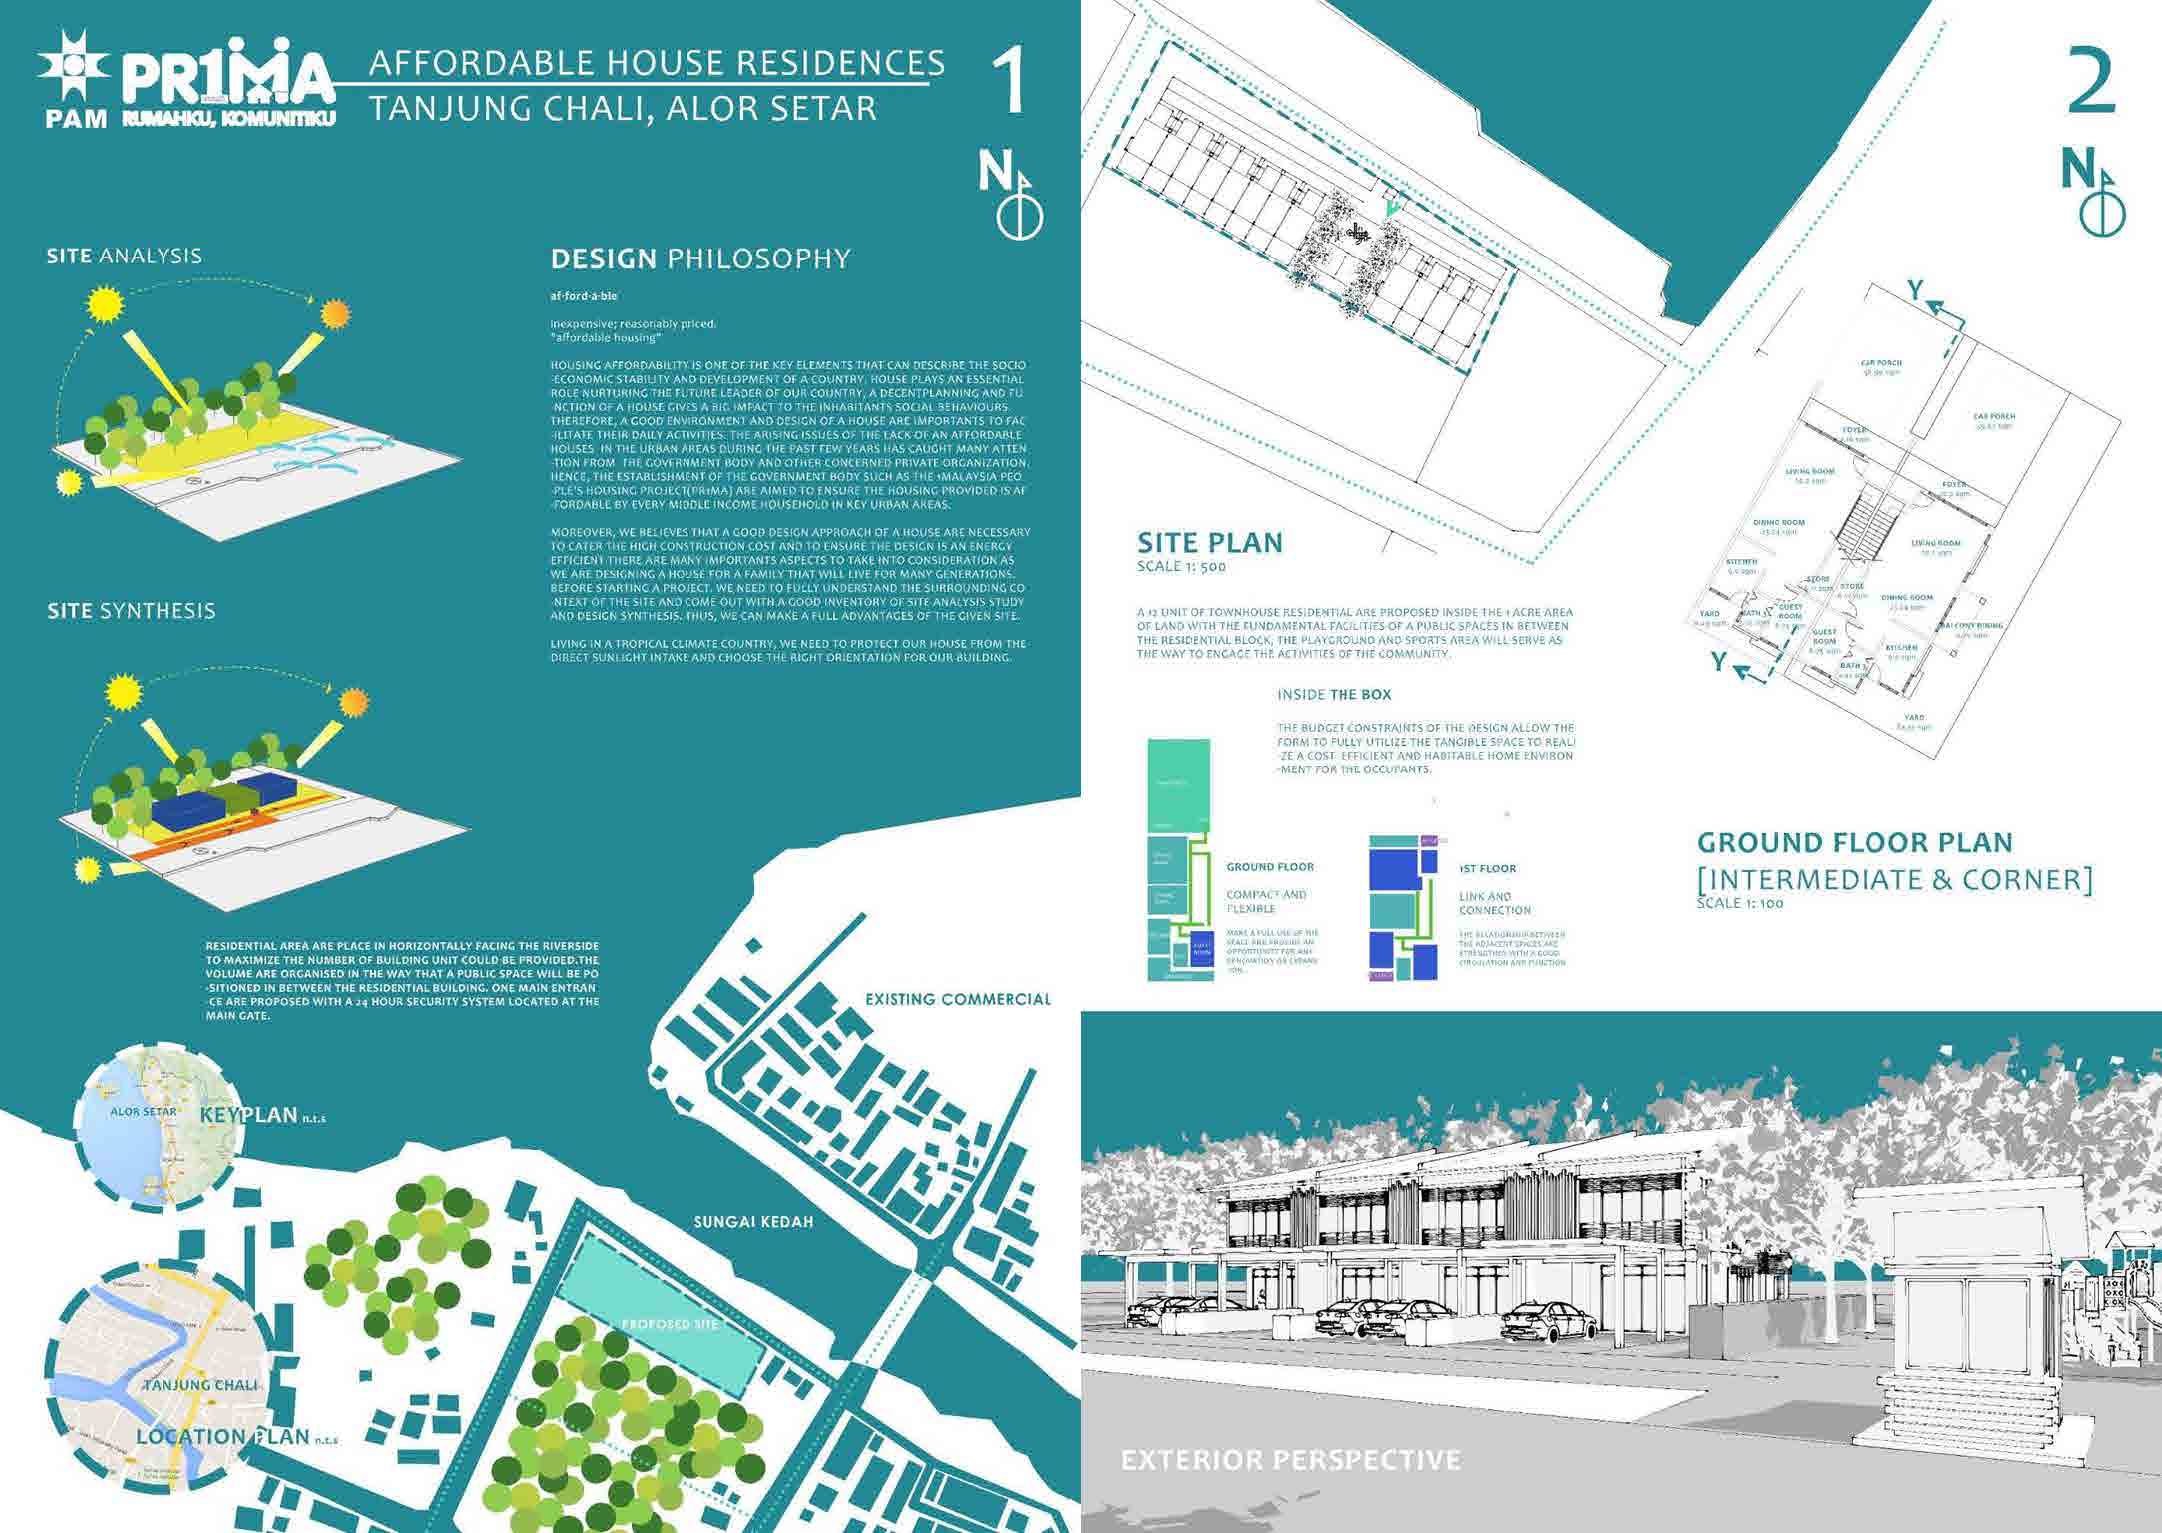 PAM
PR1MA
RUMAHKU, KOMUNITIKU
AFFORDABLE HOUSE RESIDENCES
TANJUNG CHALI, ALOR SETAR
1
N
SITE ANALYSIS
DESIGN PHILOSOPHY
af·ford·a·ble
inexpensive; reasonably priced.
"affordable housing"
HOUSING AFFORDABILITY IS ONE OF THE KEY ELEMENTS THAT CAN DESCRIBE THE SOCIO
-ECONOMIC STABILITY AND DEVELOPMENT OF A COUNTRY. HOUSE PLAYS AN ESSENTIAL
ROLE NURTURING THE FUTURE LEADER OF OUR COUNTRY, A DECENTPLANNING AND FU
-NCTION OF A HOUSE GIVES A BIG IMPACT TO THE INHABITANTS SOCIAL BEHAVIOURS.
THEREFORE, A GOOD ENVIRONMENT AND DESIGN OF A HOUSE ARE IMPORTANTS TO FAC
-ILITATE THEIR DAILY ACTIVITIES. THE ARISING ISSUES OF THE LACK OF AN AFFORDABLE
HOUSES IN THE URBAN AREAS DURING THE PAST FEW YEARS HAS CAUGHT MANY ATTEN
-TION FROM THE GOVERNMENT BODY AND OTHER CONCERNED PRIVATE ORGANIZATION.
HENCE, THE ESTABLISHMENT OF THE GOVERNMENT BODY SUCH AS THE 1MALAYSIA PEO
-PLE'S HOUSING PROJECT(PR1MA) ARE AIMED TO ENSURE THE HOUSING PROVIDED IS AF
-FORDABLE BY EVERY MIDDLE INCOME HOUSEHOLD IN KEY URBAN AREAS.
MOREOVER, WE BELIEVES THAT A GOOD DESIGN APPROACH OF A HOUSE ARE NECESSARY
TO CATER THE HIGH CONSTRUCTION COST AND TO ENSURE THE DESIGN IS AN ENERGY
EFFICIENT THERE ARE MANY IMPORTANTS ASPECTS TO TAKE INTO CONSIDERATION AS
WE ARE DESIGNING A HOUSE FOR A FAMILY THAT WILL LIVE FOR MANY GENERATIONS.
BEFORE STARTING A PROJECT. WE NEED TO FULLY UNDERSTAND THE SURROUNDING CO
-NTEXT OF THE SITE AND COME OUT WITH A GOOD INVENTORY OF SITE ANALYSIS STUDY
AND DESIGN SYNTHESIS. THUS, WE CAN MAKE A FULL ADVANTAGES OF THE GIVEN SITE.
LIVING IN A TROPICAL CLIMATE COUNTRY, WE NEED TO PROTECT OUR HOUSE FROM THE
DIRECT SUNLIGHT INTAKE AND CHOOSE THE RIGHT ORIENTATION FOR OUR BUILDING.
SITE SYNTHESIS
RESIDENTIAL AREA ARE PLACE IN HORIZONTALLY FACING THE RIVERSIDE
TO MAXIMIZE THE NUMBER OF BUILDING UNIT COULD BE PROVIDED.THE
VOLUME ARE ORGANISED IN THE WAY THAT A PUBLIC SPACE WILL BE PO
-SITIONED IN BETWEEN THE RESIDENTIAL BUILDING. ONE MAIN ENTRAN
-CE ARE PROPOSED WITH A 24 HOUR SECURITY SYSTEM LOCATED AT THE
MAIN GATE.
ALOR SETAR
KEYPLAN n.t.s
TANJUNG CHALI
LOCATION PLAN n.t.s
EXISTING COMMERCIAL
SUNGAI KEDAH
PROPOSED SITE
2
N
SITE PLAN
SCALE 1: 500
A 12 UNIT OF TOWNHOUSE RESIDENTIAL ARE PROPOSED INSIDE THE 1 ACRE AREA
OF LAND WITH THE FUNDAMENTAL FACILITIES OF A PUBLIC SPACES IN BETWEEN
THE RESIDENTIAL BLOCK, THE PLAYGROUND AND SPORTS AREA WILL SERVE AS
THE WAY TO ENGAGE THE ACTIVITIES OF THE COMMUNITY.
INSIDE THE BOX
THE BUDGET CONSTRAINTS OF THE DESIGN ALLOW THE
FORM TO FULLY UTILIZE THE TANGIBLE SPACE TO REALI
-ZE A COST- EFFICIENT AND HABITABLE HOME ENVIRON
-MENT FOR THE OCCUPANTS.
GROUND FLOOR
COMPACT AND
FLEXIBLE
MAKE A FULL USE OF THE
SPACE AND PROVIDE AN
OPPORTUNITY FOR ANY
RENOVATION OR EXPANS
-ION.
1ST FLOOR
LINK AND
CONNECTION
THE RELATIONSHIP BETWEEN
THE ADJACENT SPACES ARE
STRENGTHEN WITH A GOOD
CIRCULATION AND FUNCTION
Y
CAR PORCH
CAR PORCH
FOYER
LIVING ROOM
FOYER
DINING ROOM
LIVING ROOM
KITCHEN
STORE
STORE
DINING ROOM
YARD
BATH
GUEST
ROOM
GUEST
ROOM
BALCONY DINING
KITCHEN
BATH
YARD
Y
GROUND FLOOR PLAN
[INTERMEDIATE & CORNER]
SCALE 1: 100
EXTERIOR PERSPECTIVE